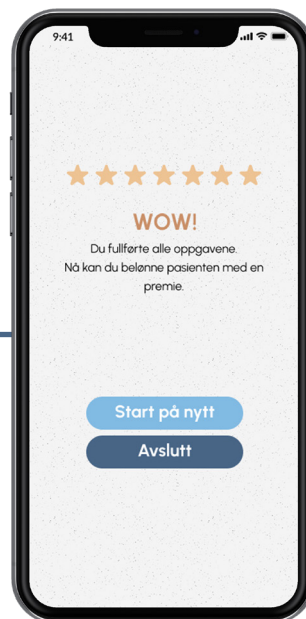 9:41
WOW!
Du fullførte alle oppgavene.
Nå kan du belønne pasienten med en
premie.
Start på nytt
Avslutt